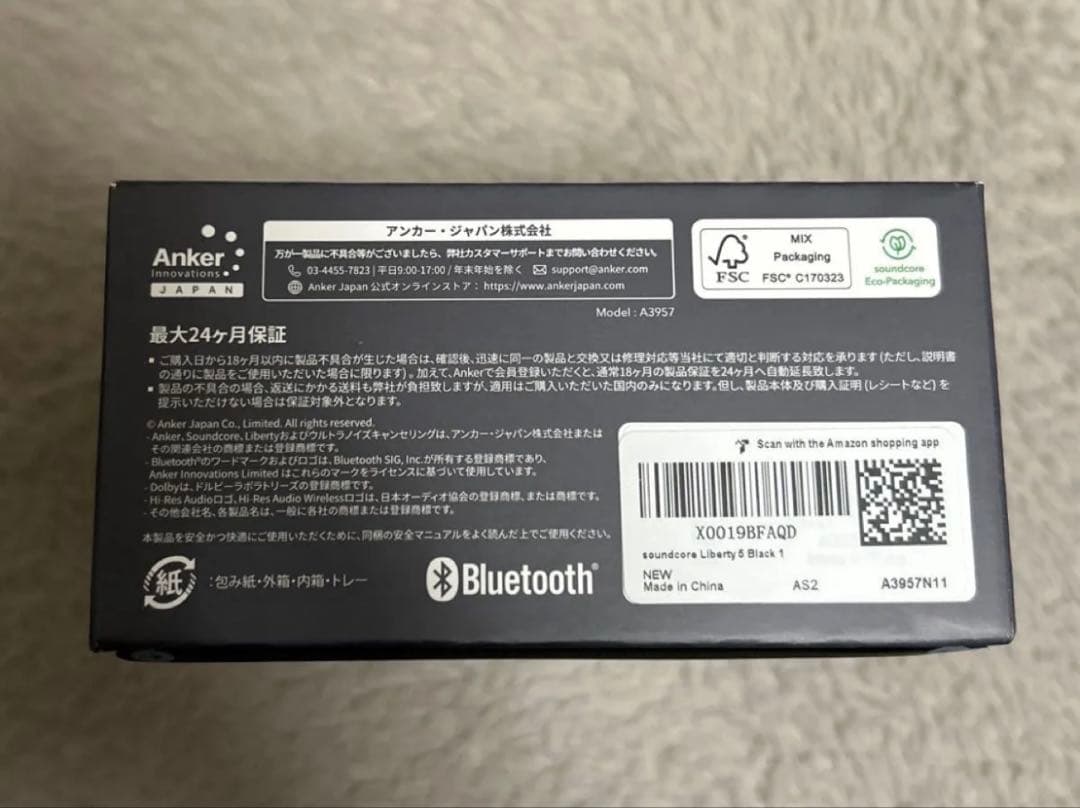 Anker
Innovations
JAPAN
アンカー・ジャパン株式会社
万が一製品に不具合等がございましたら、弊社カスタマーサポートまでお問い合わせください。
03-4455-7823 | 平日9:00-17:00 / 年末年始を除く support@anker.com
Anker Japan 公式オンラインストア： https://www.ankerjapan.com
FSC
MIX
Packaging
FSC® C170323
soundcore
Eco-Packaging
Model : A3957
最大24ヶ月保証
▪ ご購入日から18ヶ月以内に製品不具合が生じた場合は、確認後、迅速に同一の製品と交換又は修理対応等当社にて適切と判断する対応を承ります (ただし、説明書
の通りに製品をご使用いただいた場合に限ります) 。加えて、Ankerで会員登録いただくと、通常18ヶ月の製品保証を24ヶ月へ自動延長致します。
▪ 製品の不具合の場合、返送にかかる送料も弊社が負担致しますが、適用はご購入いただいた国内のみになります。但し、製品本体及び購入証明 (レシートなど) を
提示いただけない場合は保証対象外となります。
© Anker Japan Co., Limited. All rights reserved.
- Anker, Soundcore, Libertyおよびウルトラノイズキャンセリングは、アンカー・ジャパン株式会社または
その関連会社の商標または登録商標です。
- Bluetooth®のワードマークおよびロゴは、Bluetooth SIG, Inc.が所有する登録商標であり、
Anker Innovations Limited はこれらのマークをライセンスに基づいて使用しています。
- Dolbyは、ドルビーラボラトリーズの登録商標です。
- Hi-Res Audioロゴ、Hi-Res Audio Wirelessロゴは、日本オーディオ協会の登録商標、または商標です。
- その他会社名、各製品名は、一般に各社の商標または登録商標です。
本製品を安全かつ快適にご使用いただくために、同梱の安全マニュアルをよく読んだ上でご使用ください。
紙 : 包み紙・外箱・内箱・トレー
Bluetooth®
Scan with the Amazon shopping app
X0019BFAQD
soundcore Liberty 5 Black 1
NEW
Made in China AS2 A3957N11